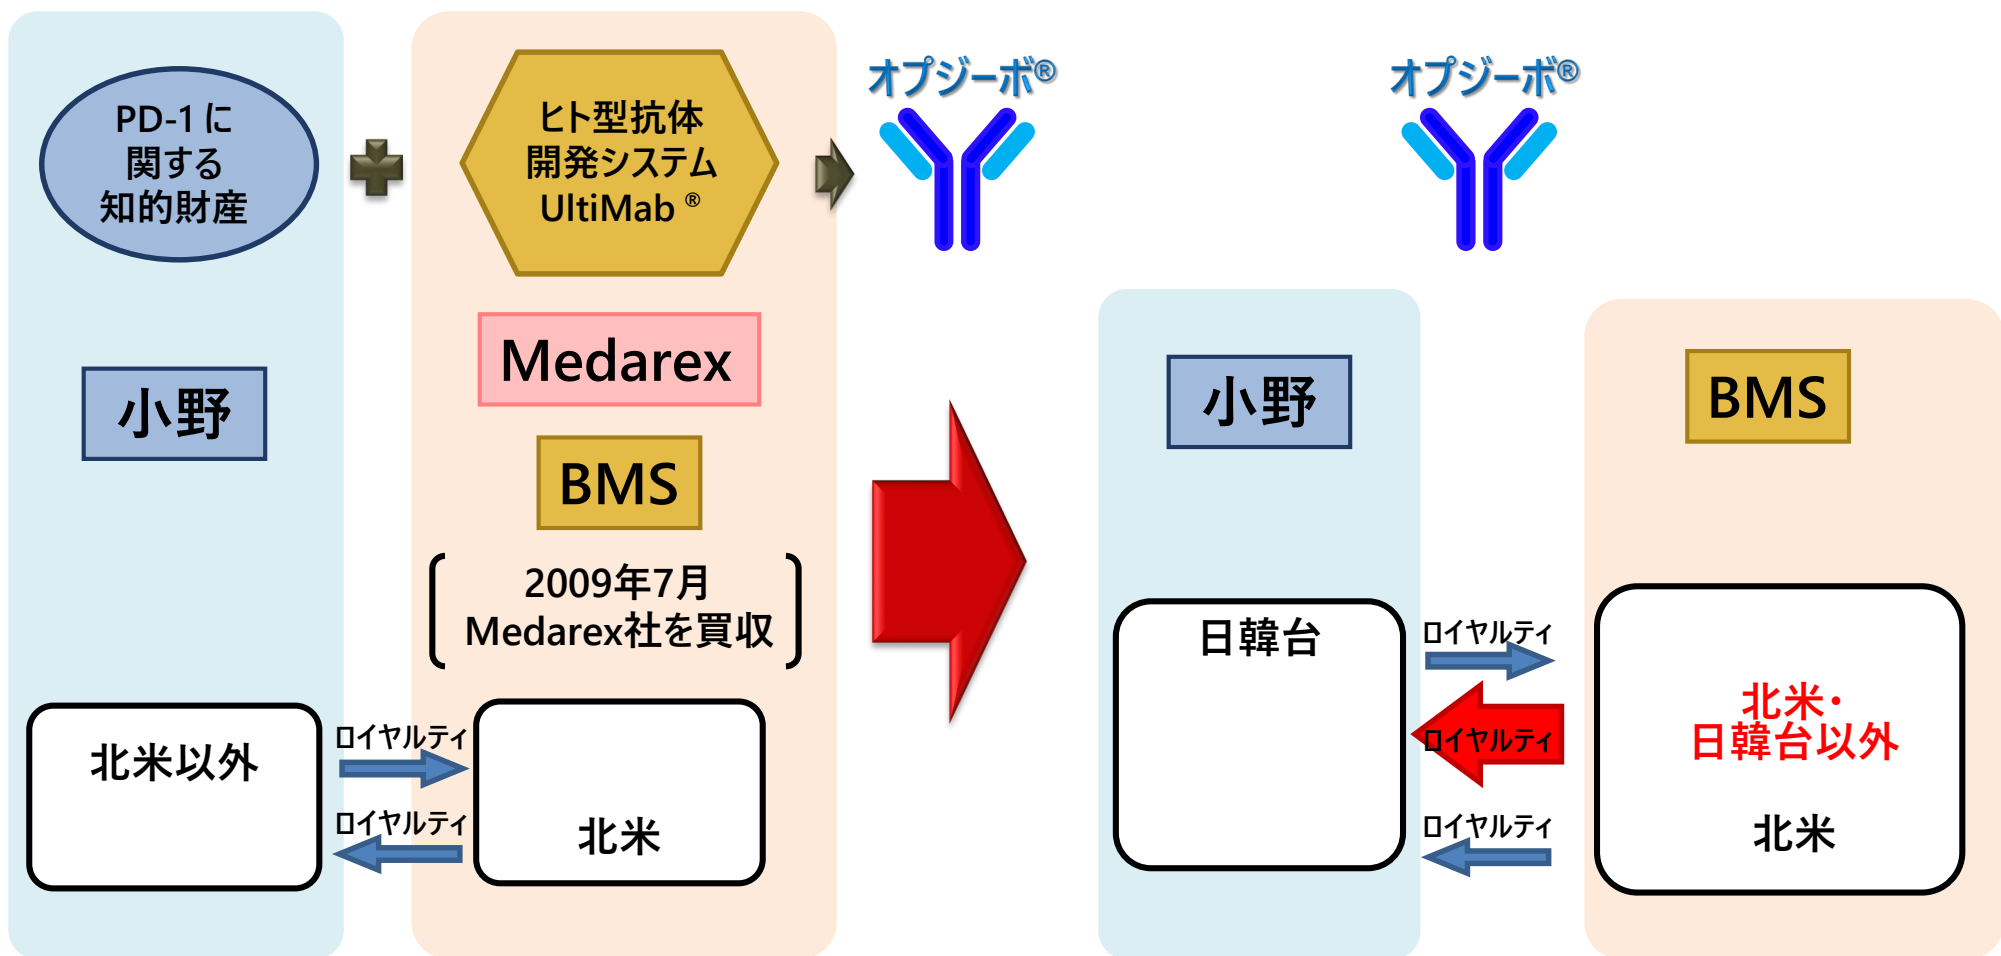 PD-1 に
関する
知的財産
ヒト型抗体
開発システム
UltiMab ®
オプジーボ®
小野
Medarex
BMS
2009年7月
Medarex社を買収
北米以外
ロイヤルティ
ロイヤルティ
北米
オプジーボ®
小野
BMS
日韓台
ロイヤルティ
ロイヤルティ
ロイヤルティ
北米・
日韓台以外
北米